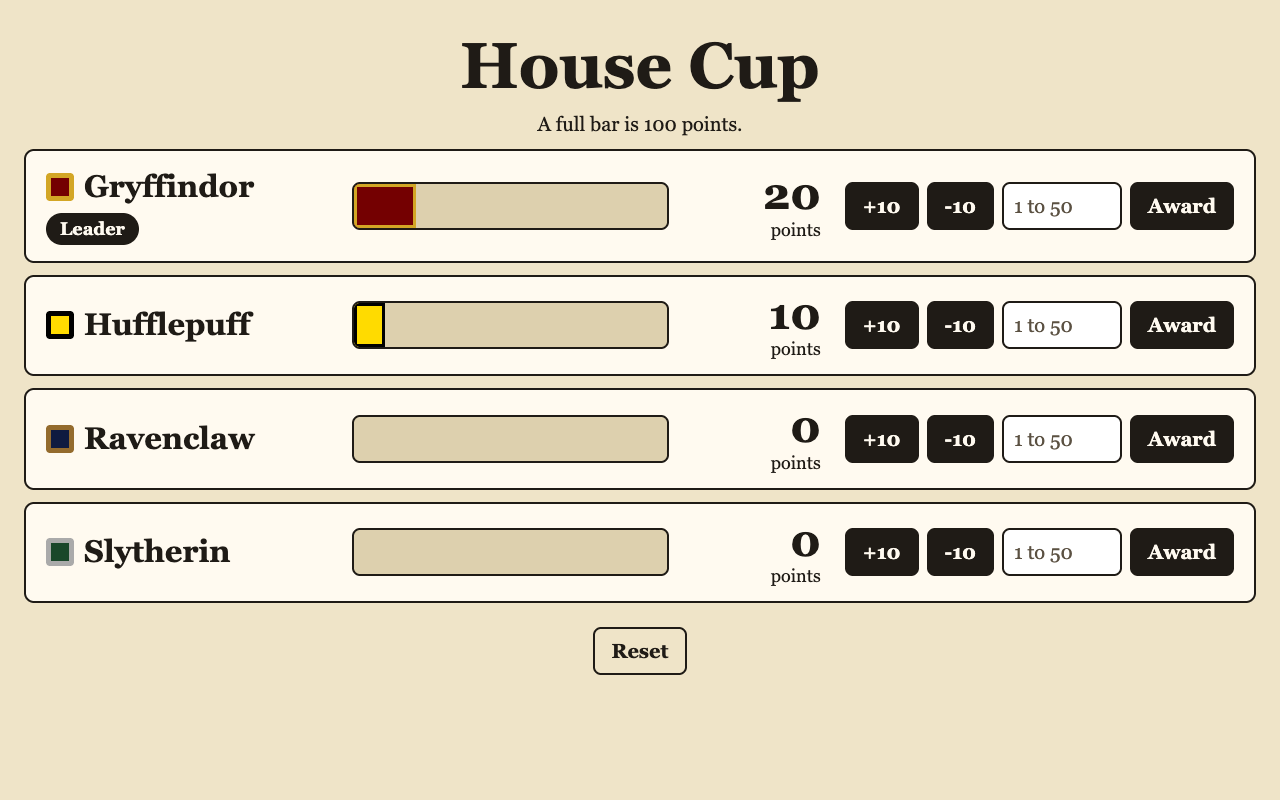 House Cup
A full bar is 100 points.
Gryffindor
Leader
20
points
+10 -10 1 to 50 Award
Hufflepuff
10
points
+10 -10 1 to 50 Award
Ravenclaw
0
points
+10 -10 1 to 50 Award
Slytherin
0
points
+10 -10 1 to 50 Award
Reset